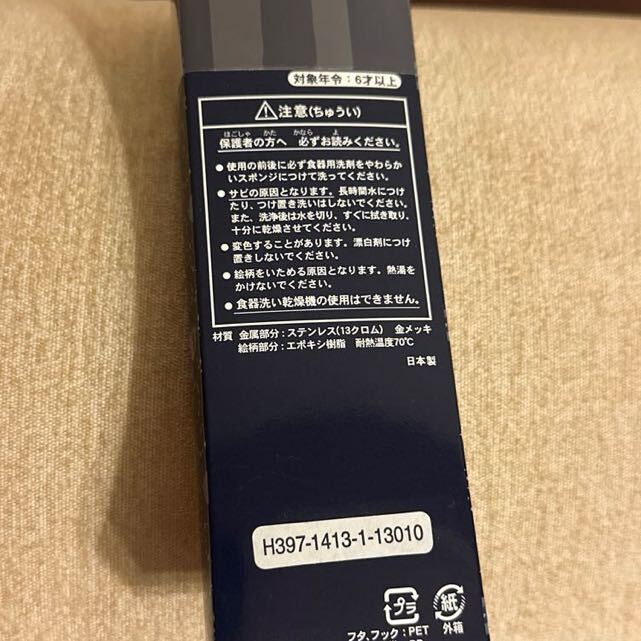 対象年令：6才以上
注意(ちゅうい)
ほごしゃ かた かなら よ
保護者の方へ 必ずお読みください。
● 使用の前後に必ず食器用洗剤をやわらか
いスポンジにつけて洗ってください。
● サビの原因となります。長時間水につけ
たり、つけ置き洗いはしないでください。
また、洗浄後は水を切り、すぐに拭き取り、
十分に乾燥させてください。
● 変色することがあります。漂白剤につけ
置きしないでください。
● 絵柄をいためる原因となります。熱湯を
かけないでください。
● 食器洗い乾燥機の使用はできません。
材質 金属部分：ステンレス(13クロム) 金メッキ
絵柄部分：エポキシ樹脂 耐熱温度70℃
日本製
H397-1413-1-13010
プラ 紙
フタ,フック：PET 外箱